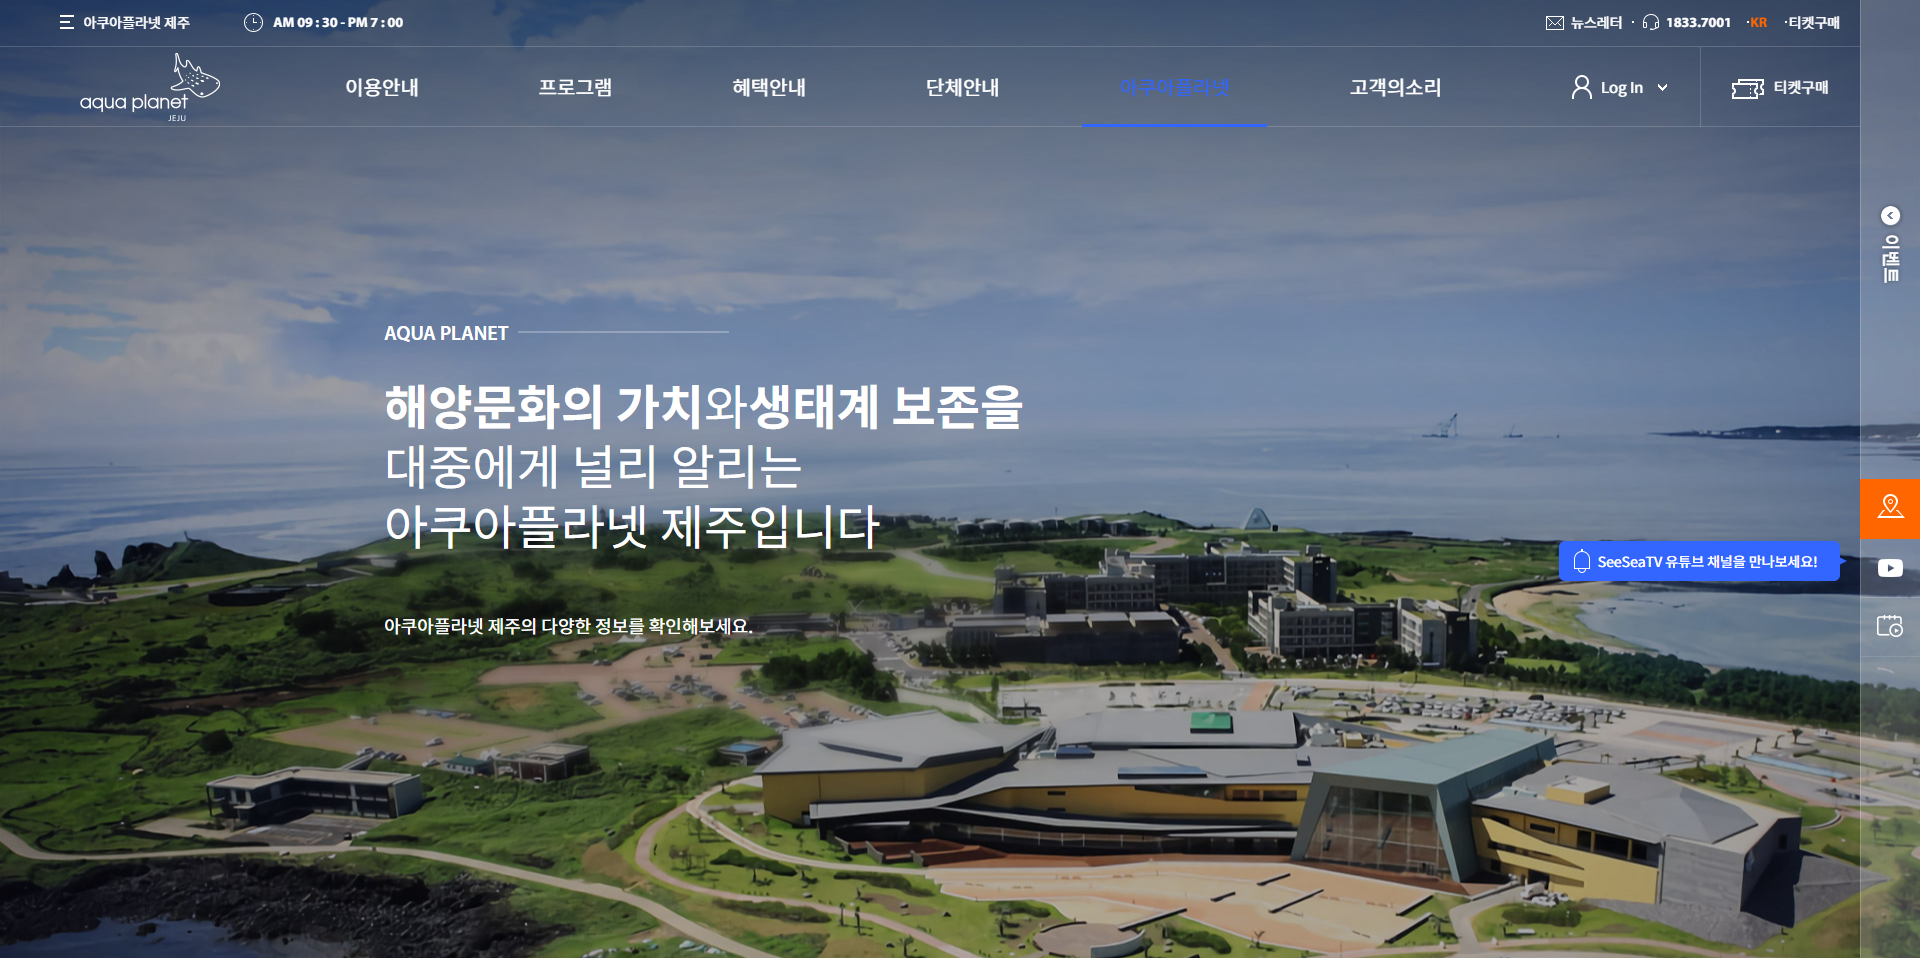 아쿠아플라넷 제주
AM 09 : 30 - PM 7 : 00
뉴스레터
1833.7001
KR
티켓구매
aqua planet
JEJU
이용안내
프로그램
혜택안내
단체안내
아쿠아플라넷
고객의소리
Log In
티켓구매
이벤트
AQUA PLANET
해양문화의 가치와생태계 보존을
대중에게 널리 알리는
아쿠아플라넷 제주입니다
SeeSeaTV 유튜브 채널을 만나보세요!
아쿠아플라넷 제주의 다양한 정보를 확인해보세요.